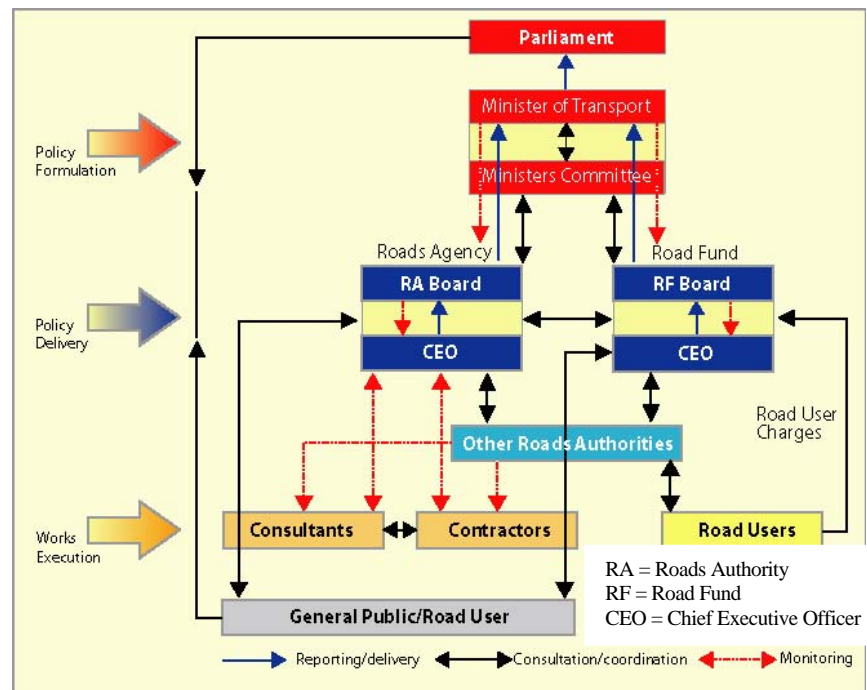 Parliament
Minister of Transport
Policy
Formulation
Ministers Committee
Roads Agency
Road Fund
RA Board
RF Board
Policy
Delivery
CEO
CEO
Road User
Charges
Other Roads Authorities
Works
Execution
Consultants
Contractors
Road Users
RA = Roads Authority
RF = Road Fund
CEO = Chief Executive Officer
General Public/Road User
Reporting/delivery
Consultation/coordination
Monitoring